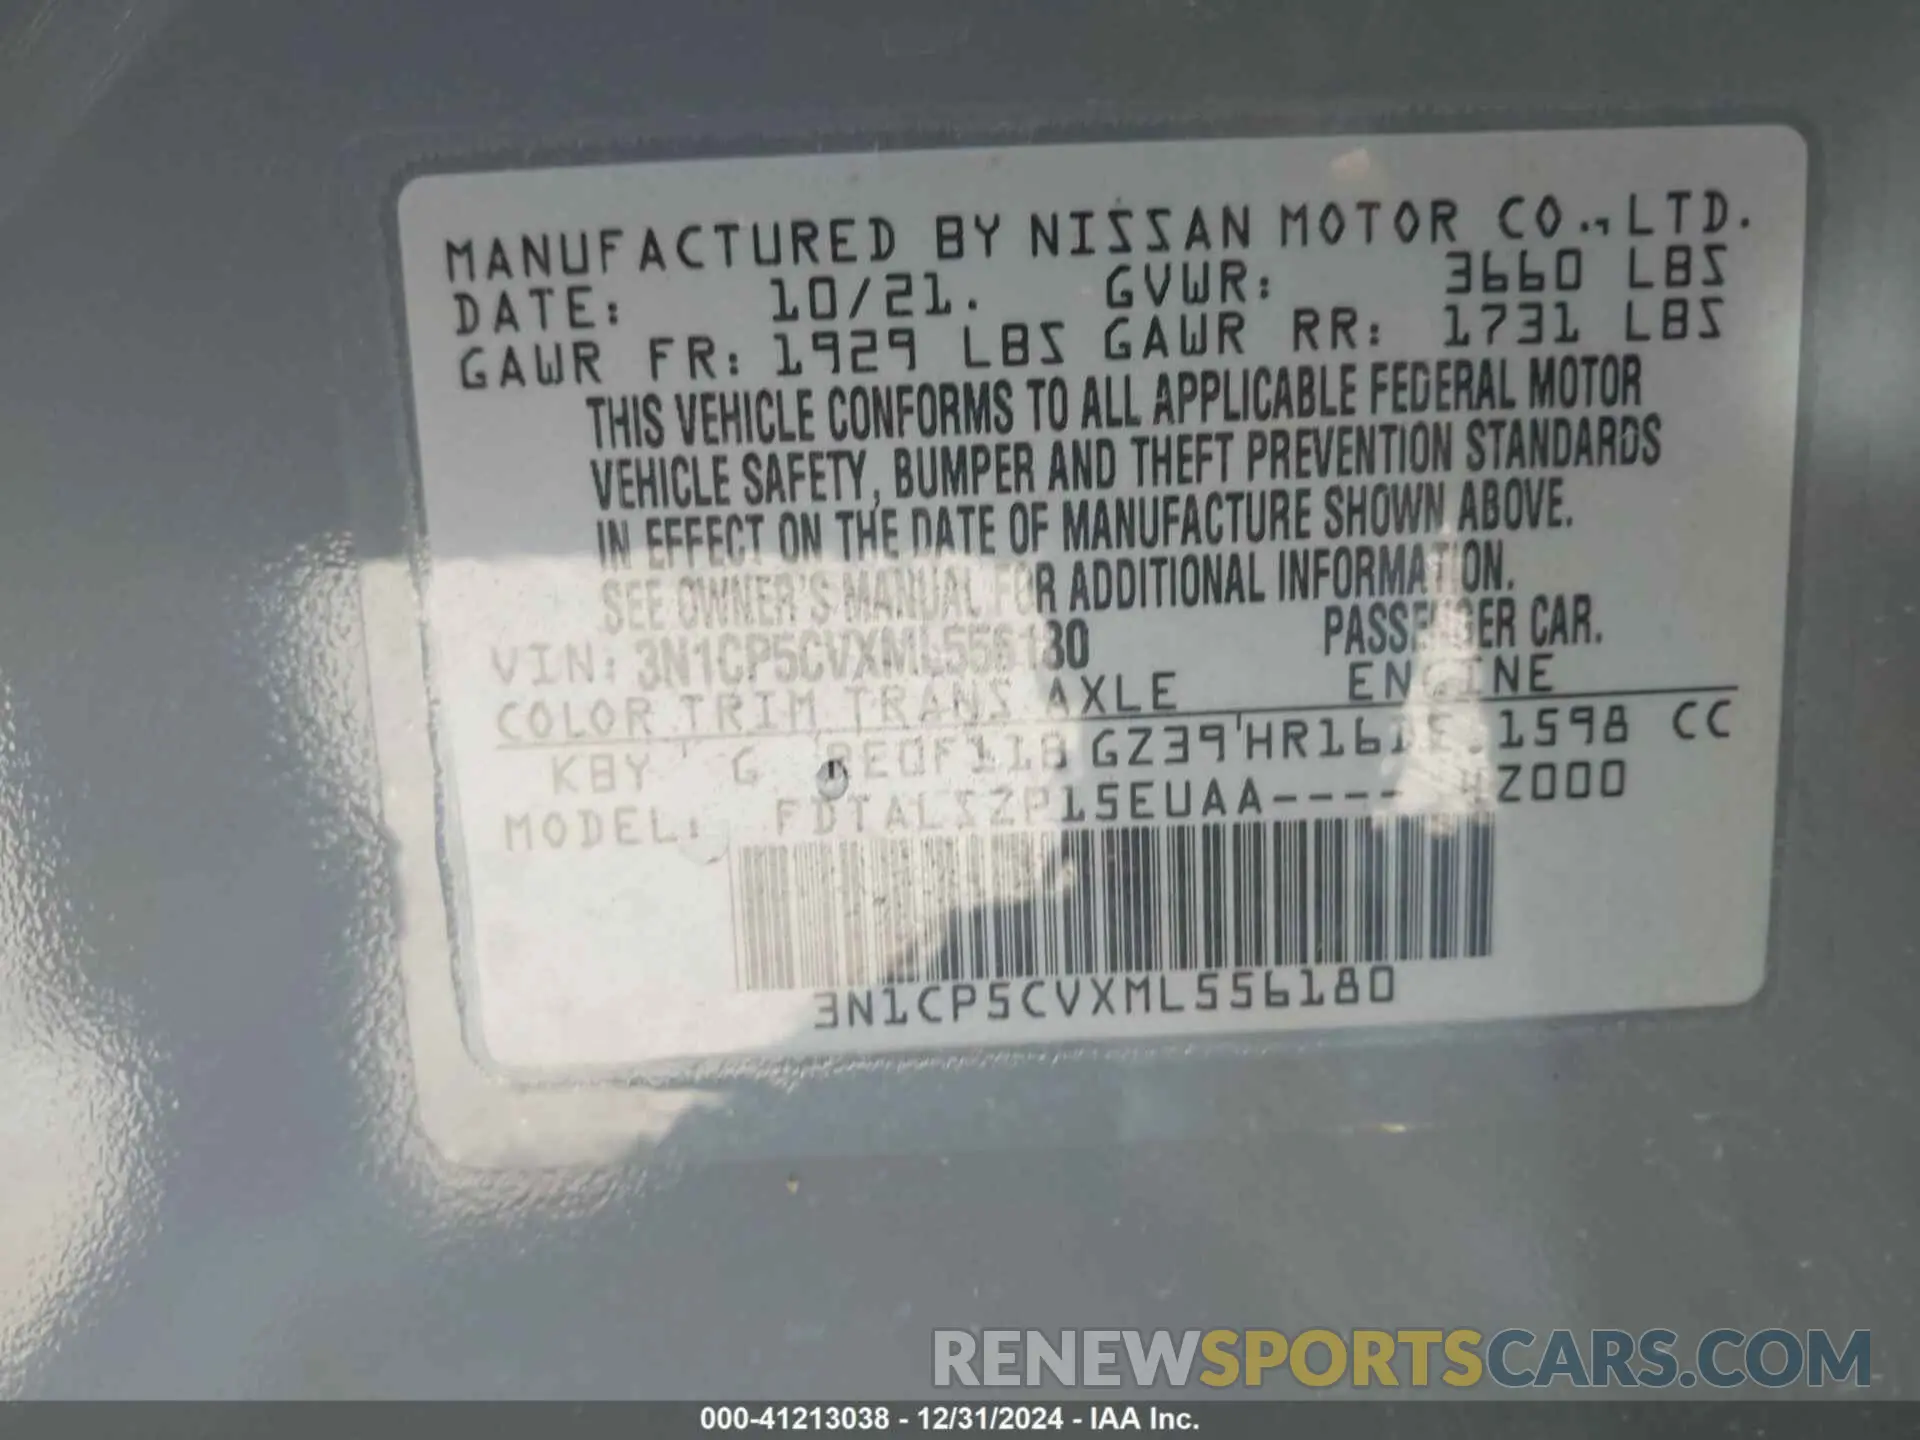 MANUFACTURED BY NISSAN MOTOR CO., LTD.
DATE: 10/21. GVWR: 3660 LBS
GAWR FR: 1929 LBS GAWR RR: 1731 LBS
THIS VEHICLE CONFORMS TO ALL APPLICABLE FEDERAL MOTOR
VEHICLE SAFETY, BUMPER AND THEFT PREVENTION STANDARDS
IN EFFECT ON THE DATE OF MANUFACTURE SHOWN ABOVE.
SEE OWNER'S MANUAL FOR ADDITIONAL INFORMATION.
VIN: 3N1CP5CVXML556180 PASSENGER CAR.
COLOR TRIM TRANS AXLE ENGINE
KBY G GZ39 1598 CC
MODEL: FDTALSZP15EUAA----
3N1CP5CVXML556180
RENEWSPORTSCARS.COM
000-41213038 - 12/31/2024 - IAA Inc.